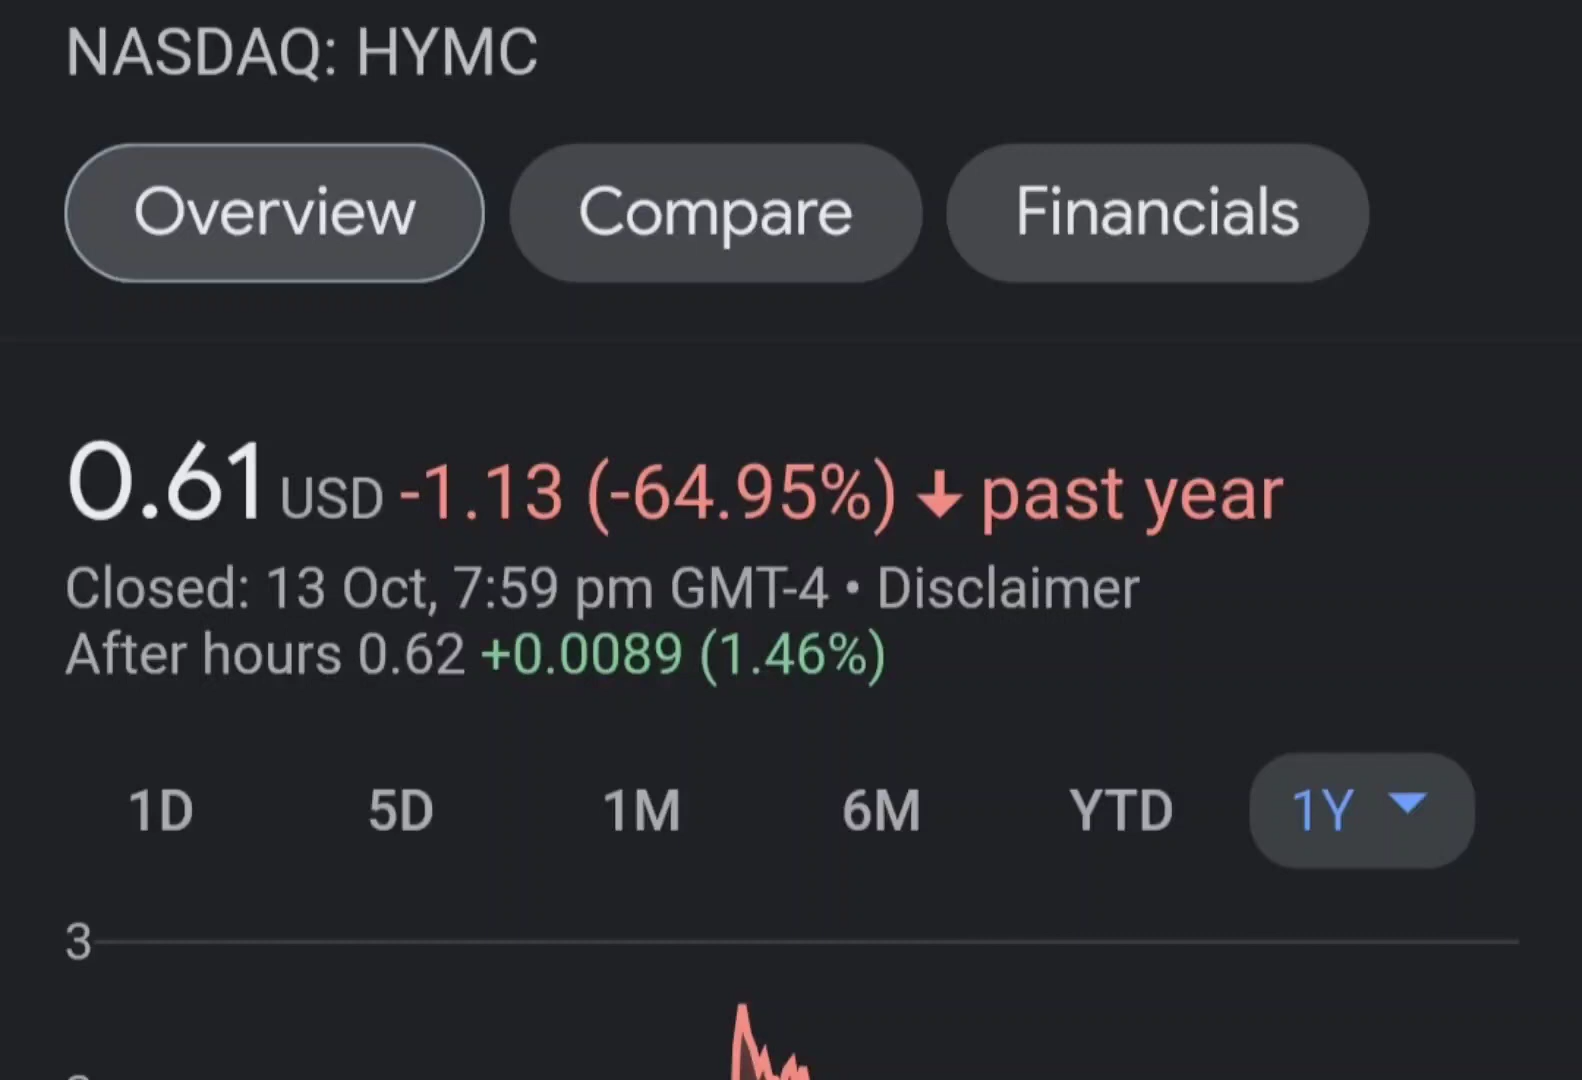 NASDAQ: HYMC
Overview Compare Financials
0.61 USD -1.13 (-64.95%) ↓ past year
Closed: 13 Oct, 7:59 pm GMT-4 • Disclaimer
After hours 0.62 +0.0089 (1.46%)
1D 5D 1M 6M YTD 1Y
3